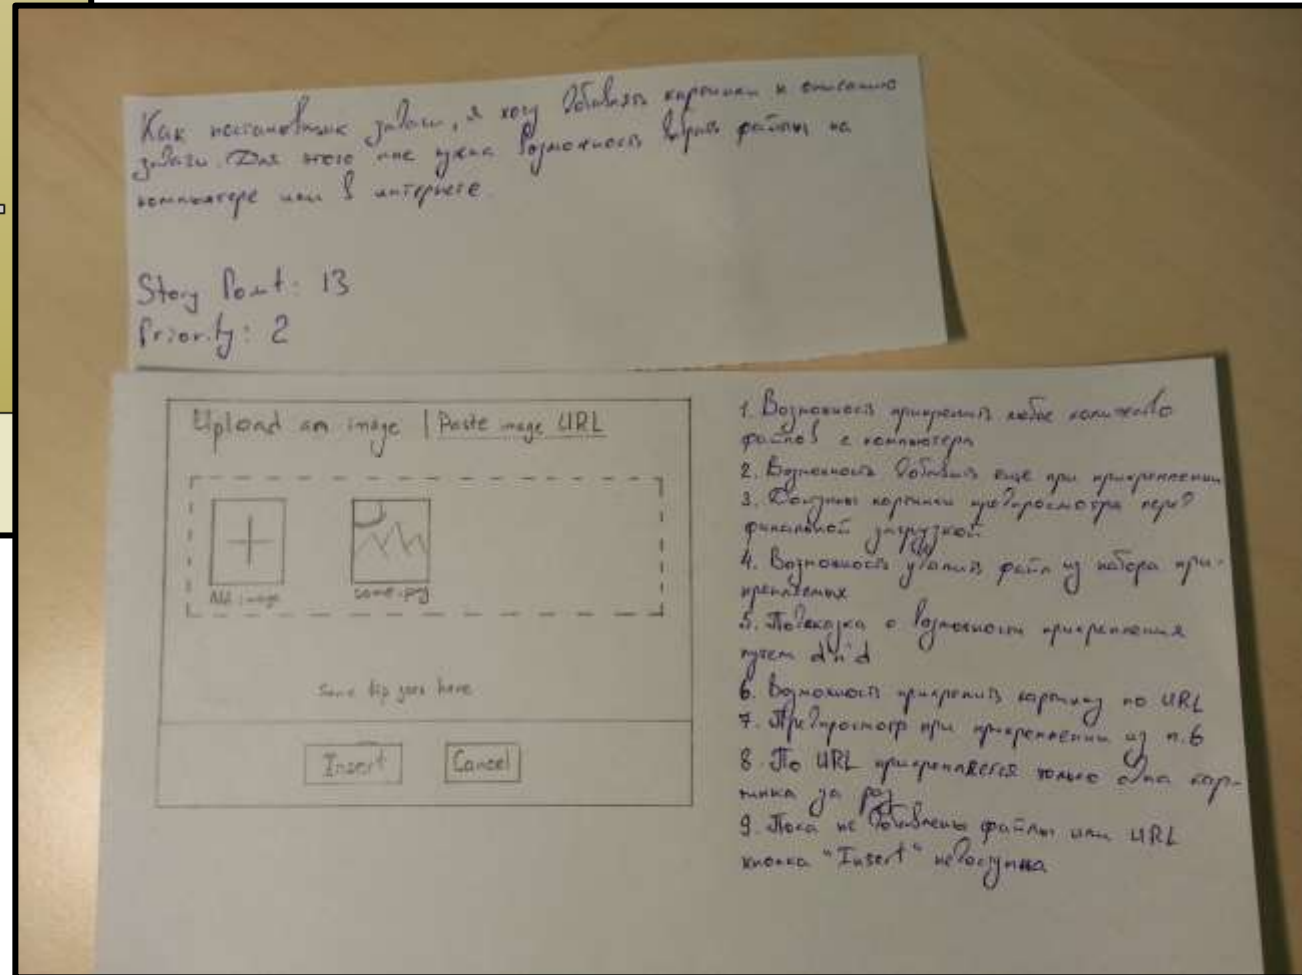 Как постановщик задачи, я хочу добавлять картинки к описанию
задачи. Для этого мне нужна возможность выбрать файлы на
компьютере или в интернете.
Story Point: 13
Priority: 2
Upload an image | Paste image URL
Add image
some.png
Some tip goes here
Insert
Cancel
1. Возможность прикрепить любое количество
файлов с компьютера
2. Возможность добавить еще при прикреплении
3. Должны картинки предпросмотра перед
финальной загрузкой
4. Возможность удалить файл из набора при-
крепляемых
5. Подсказка о возможности прикрепления
путем d'n'd
6. Возможность прикрепить картинку по URL
7. Предпросмотр при прикреплении из п.6
8. По URL прикрепляется только одна кар-
тинка за раз
9. Пока не добавлены файлы или URL
кнопка "Insert" недоступна